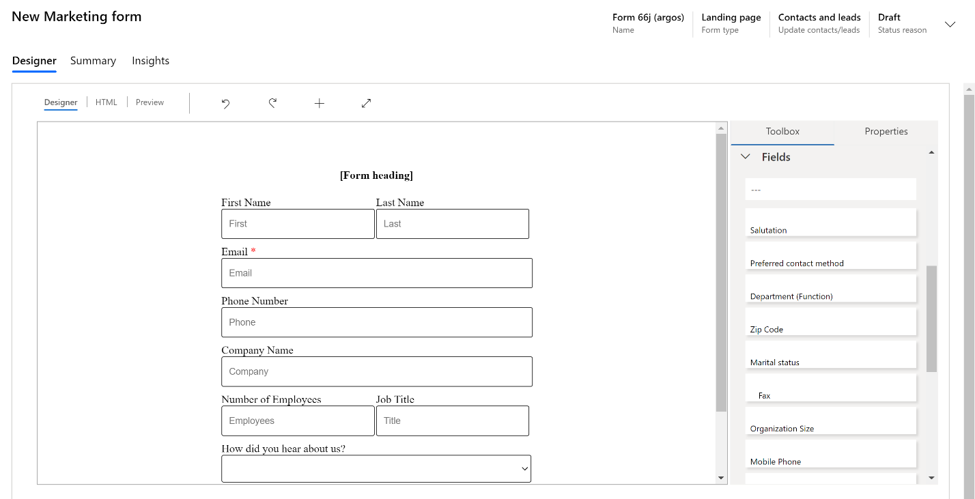 New Marketing form
Form 66j (argos)
Name
Landing page
Form type
Contacts and leads
Update contacts/leads
Draft
Status reason
Designer Summary Insights
Designer HTML Preview
[Form heading]
First Name Last Name
First Last
Email *
Email
Phone Number
Phone
Company Name
Company
Number of Employees Job Title
Employees Title
How did you hear about us?
Toolbox Properties
Fields
---
Salutation
Preferred contact method
Department (Function)
Zip Code
Marital status
Fax
Organization Size
Mobile Phone